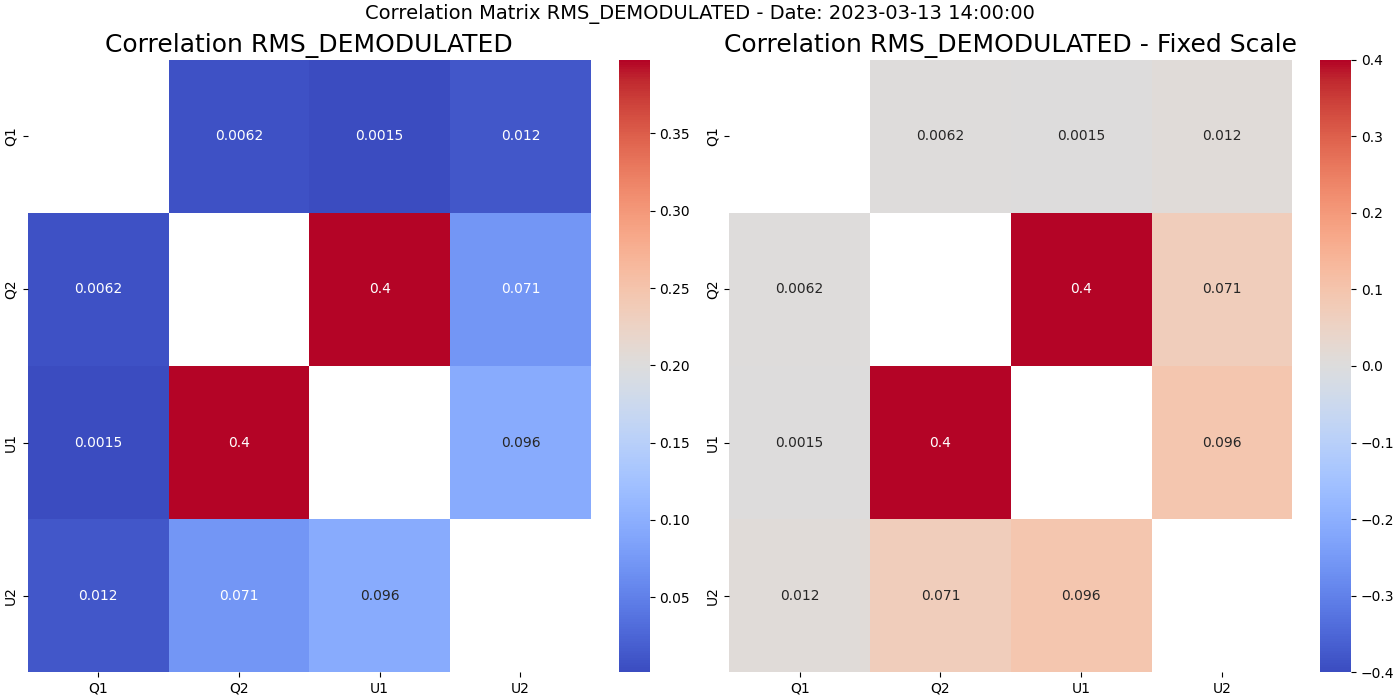 Correlation Matrix RMS_DEMODULATED - Date: 2023-03-13 14:00:00
Correlation RMS_DEMODULATED
Q1
0.0062 0.0015 0.012
Q2
0.0062 0.4 0.071
U1
0.0015 0.4 0.096
U2
0.012 0.071 0.096
Q1 Q2 U1 U2
0.35
0.30
0.25
0.20
0.15
0.10
0.05
Correlation RMS_DEMODULATED - Fixed Scale
Q1
0.0062 0.0015 0.012
Q2
0.0062 0.4 0.071
U1
0.0015 0.4 0.096
U2
0.012 0.071 0.096
Q1 Q2 U1 U2
0.4
0.3
0.2
0.1
0.0
−0.1
−0.2
−0.3
−0.4